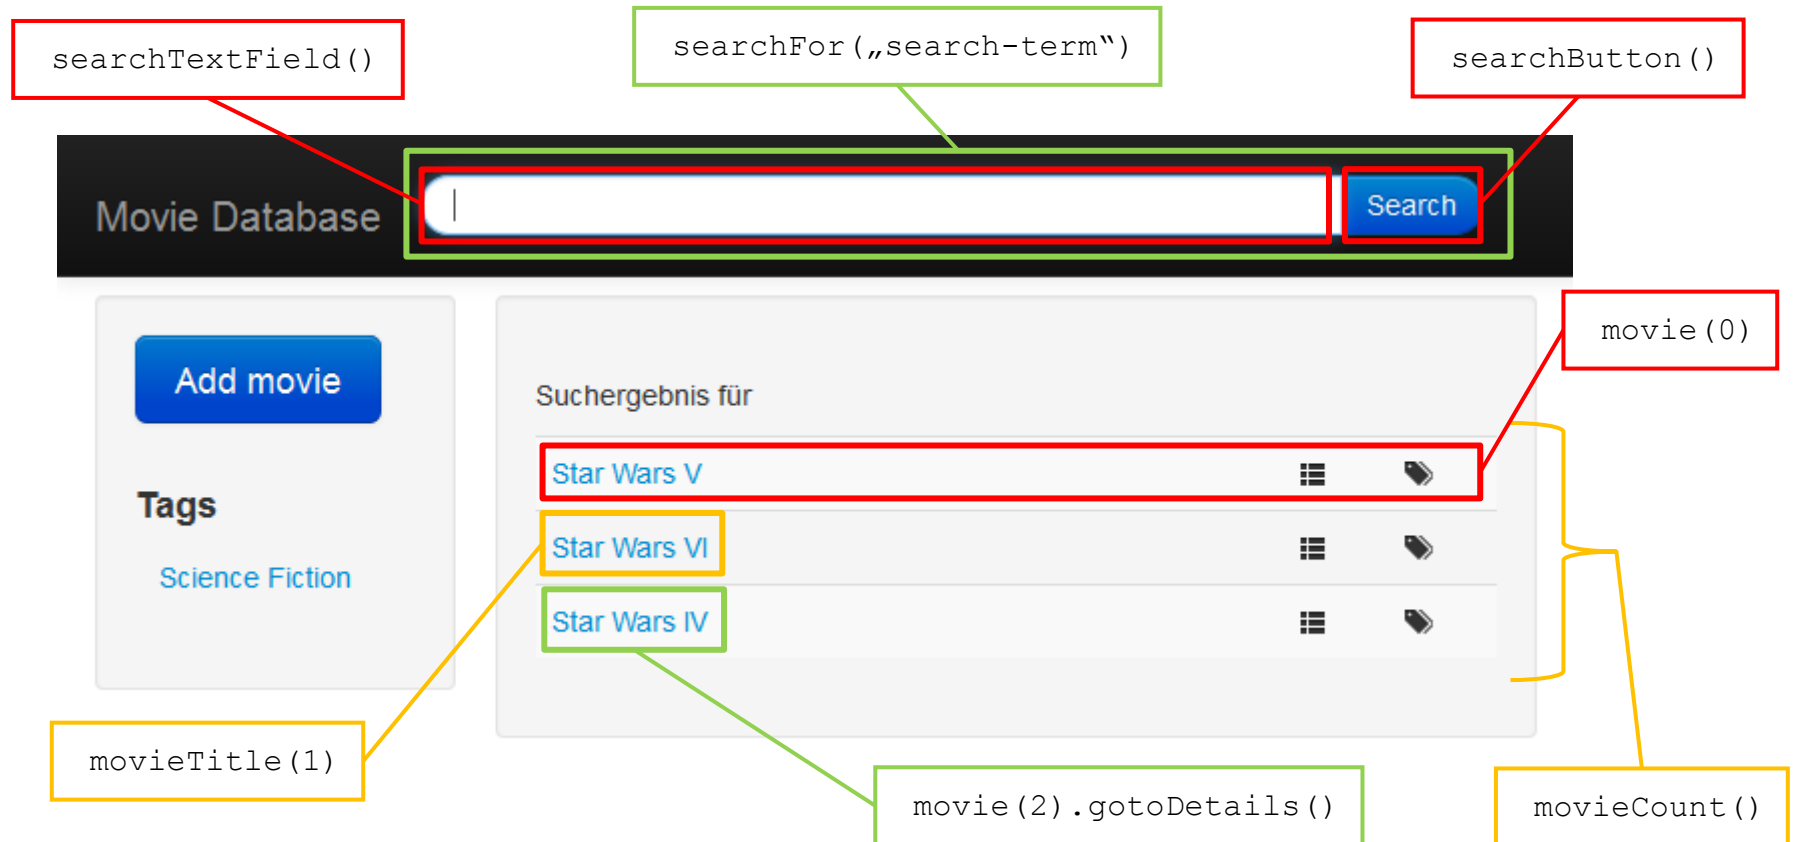 searchTextField()
searchFor(„search-term“)
searchButton()
Movie Database
Search
movie(0)
Add movie
Suchergebnis für
Star Wars V
Tags
Star Wars VI
Science Fiction
Star Wars IV
movieTitle(1)
movie(2).gotoDetails()
movieCount()